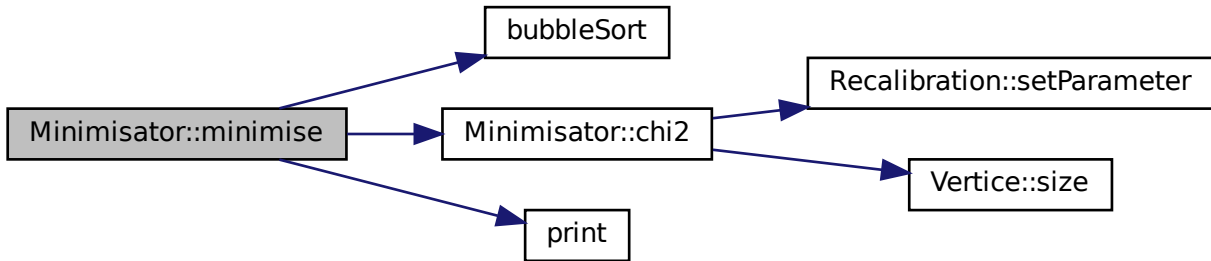 bubbleSort
Recalibration::setParameter
Minimisator::minimise
Minimisator::chi2
Vertice::size
print